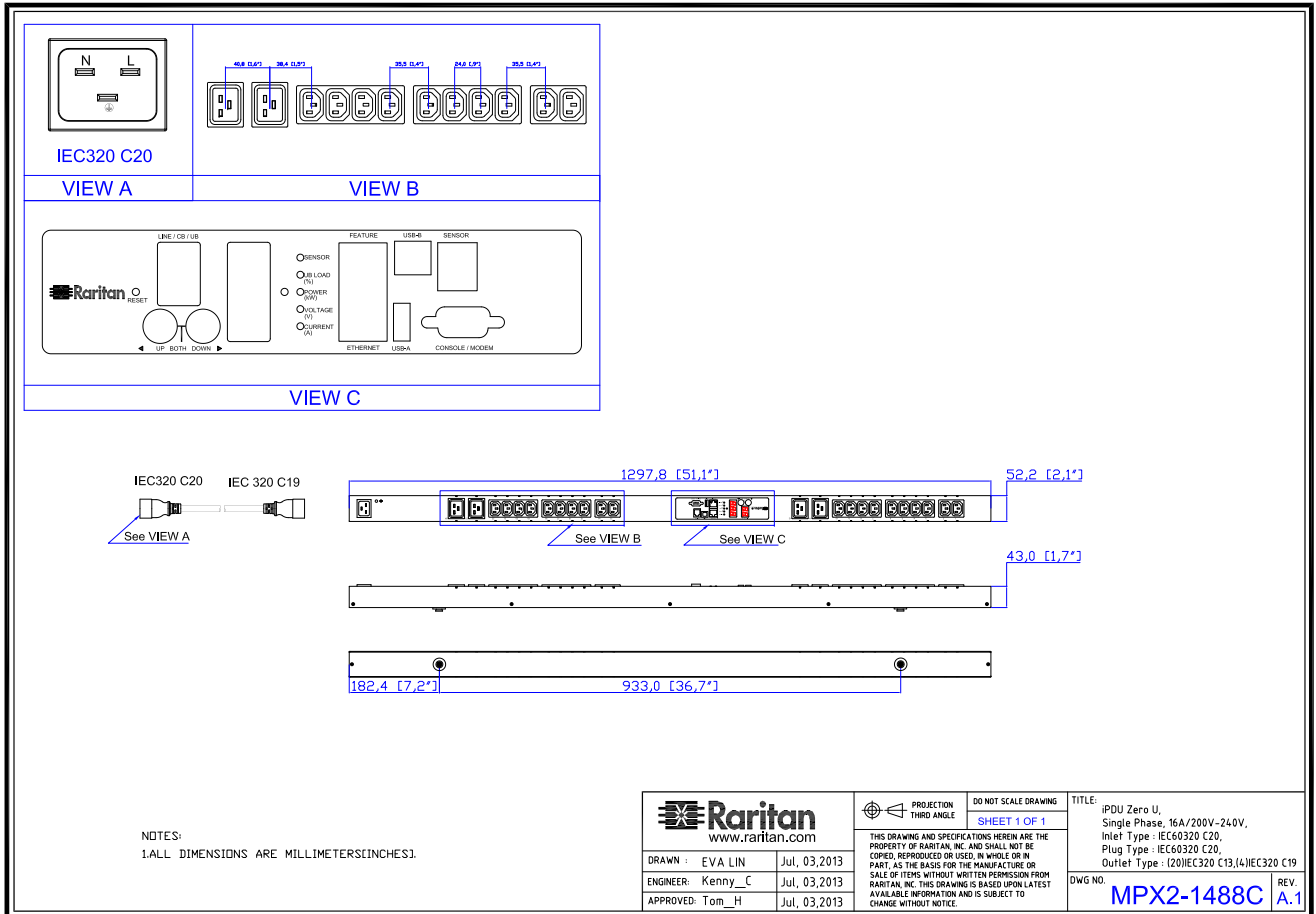 N L
IEC320 C20
VIEW A
40,8 [1,6"] 38,4 [1,5"] 35,5 [1,4"] 24,0 [,9"] 35,5 [1,4"]
VIEW B
LINE / CB / UB
FEATURE USB-B SENSOR
SENSOR
UB LOAD
(%)
POWER
(kW)
VOLTAGE
(V)
CURRENT
(A)
Raritan
RESET
UP BOTH DOWN
ETHERNET USB-A CONSOLE / MODEM
VIEW C
1297,8 [51,1"]
52,2 [2,1"]
IEC320 C20 IEC 320 C19
See VIEW A
See VIEW B
See VIEW C
43,0 [1,7"]
182,4 [7,2"]
933,0 [36,7"]
NOTES:
1.ALL DIMENSIONS ARE MILLIMETERS[INCHES].
Raritan
www.raritan.com
DRAWN : EVA LIN Jul, 03,2013
ENGINEER: Kenny__C Jul, 03,2013
APPROVED: Tom__H Jul, 03,2013
PROJECTION
THIRD ANGLE
DO NOT SCALE DRAWING
SHEET 1 OF 1
THIS DRAWING AND SPECIFICATIONS HEREIN ARE THE
PROPERTY OF RARITAN, INC. AND SHALL NOT BE
COPIED, REPRODUCED OR USED, IN WHOLE OR IN
PART, AS THE BASIS FOR THE MANUFACTURE OR
SALE OF ITEMS WITHOUT WRITTEN PERMISSION FROM
RARITAN, INC. THIS DRAWING IS BASED UPON LATEST
AVAILABLE INFORMATION AND IS SUBJECT TO
CHANGE WITHOUT NOTICE.
TITLE:
iPDU Zero U,
Single Phase, 16A/200V-240V,
Inlet Type : IEC60320 C20,
Plug Type : IEC60320 C20,
Outlet Type : (20)IEC320 C13,(4)IEC320 C19
DWG NO.
MPX2-1488C
REV.
A.1